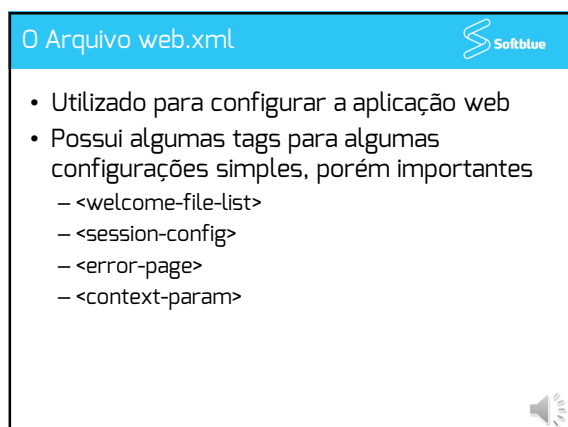 O Arquivo web.xml
Softblue
• Utilizado para configurar a aplicação web
• Possui algumas tags para algumas
configurações simples, porém importantes
– <welcome-file-list>
– <session-config>
– <error-page>
– <context-param>